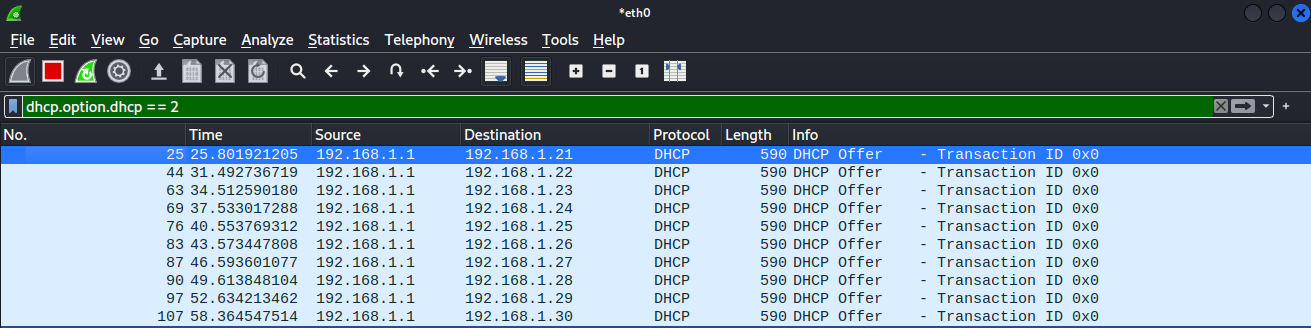 *eth0
File Edit View Go Capture Analyze Statistics Telephony Wireless Tools Help
dhcp.option.dhcp == 2
No. Time Source Destination Protocol Length Info
25 25.801921205 192.168.1.1 192.168.1.21 DHCP 590 DHCP Offer - Transaction ID 0x0
44 31.492736719 192.168.1.1 192.168.1.22 DHCP 590 DHCP Offer - Transaction ID 0x0
63 34.512590180 192.168.1.1 192.168.1.23 DHCP 590 DHCP Offer - Transaction ID 0x0
69 37.533017288 192.168.1.1 192.168.1.24 DHCP 590 DHCP Offer - Transaction ID 0x0
76 40.553769312 192.168.1.1 192.168.1.25 DHCP 590 DHCP Offer - Transaction ID 0x0
83 43.573447808 192.168.1.1 192.168.1.26 DHCP 590 DHCP Offer - Transaction ID 0x0
87 46.593601077 192.168.1.1 192.168.1.27 DHCP 590 DHCP Offer - Transaction ID 0x0
90 49.613848104 192.168.1.1 192.168.1.28 DHCP 590 DHCP Offer - Transaction ID 0x0
97 52.634213462 192.168.1.1 192.168.1.29 DHCP 590 DHCP Offer - Transaction ID 0x0
107 58.364547514 192.168.1.1 192.168.1.30 DHCP 590 DHCP Offer - Transaction ID 0x0